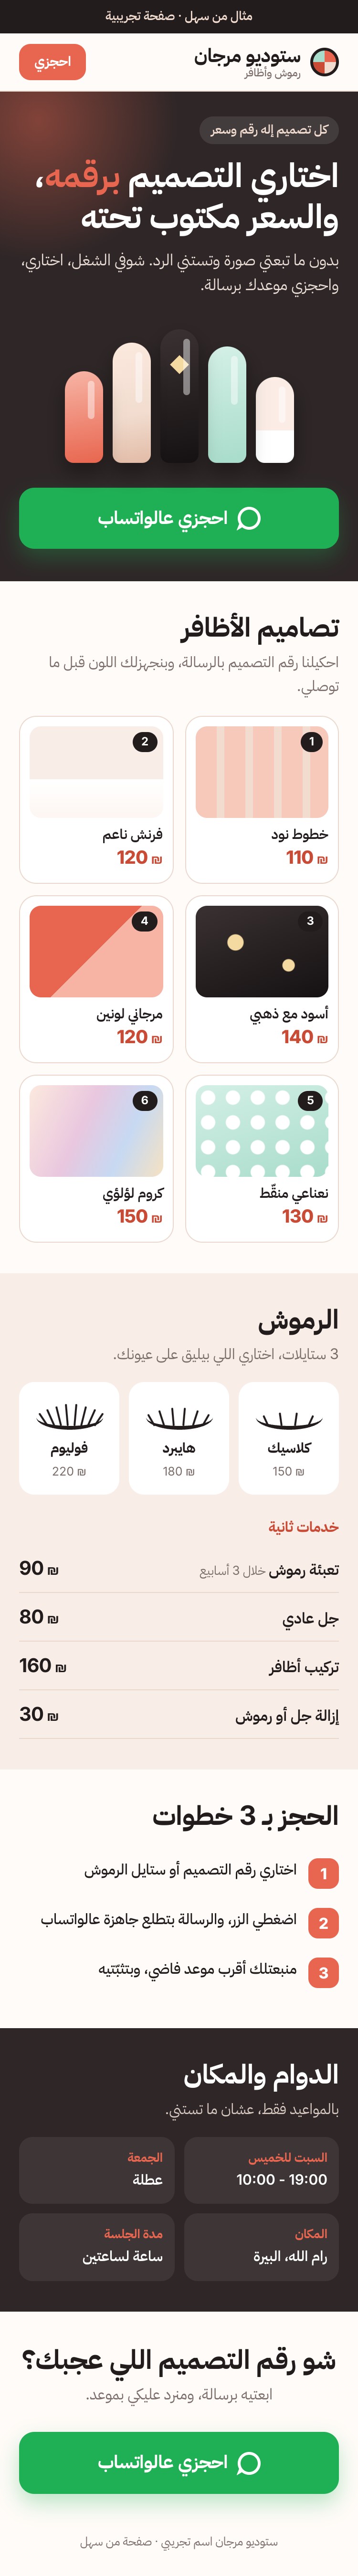 مثال من سهل · صفحة تجريبية
ستوديو مرجان
رموش وأظافر
احجزي
كل تصميم إله رقم وسعر
اختاري التصميم برقمه،
والسعر مكتوب تحته
بدون ما تبعتي صورة وتستني الرد. شوفي الشغل، اختاري،
واحجزي موعدك برسالة.
احجزي عالواتساب
تصاميم الأظافر
احكيلنا رقم التصميم بالرسالة، وبنجهزلك اللون قبل ما
توصلي.
1
خطوط نود
₪ 110
2
فرنش ناعم
₪ 120
3
أسود مع ذهبي
₪ 140
4
مرجاني لونين
₪ 120
5
نعناعي منقّط
₪ 130
6
كروم لؤلؤي
₪ 150
الرموش
3 ستايلات، اختاري اللي بيليق على عيونك.
كلاسيك
150 ₪
هايبرد
180 ₪
فوليوم
220 ₪
خدمات ثانية
تعبئة رموش خلال 3 أسابيع
90 ₪
جل عادي
80 ₪
تركيب أظافر
160 ₪
إزالة جل أو رموش
30 ₪
الحجز بـ 3 خطوات
1
اختاري رقم التصميم أو ستايل الرموش
2
اضغطي الزر، والرسالة بتطلع جاهزة عالواتساب
3
منبعتلك أقرب موعد فاضي، وبتثبّتيه
الدوام والمكان
بالمواعيد فقط، عشان ما تستني.
السبت للخميس
10:00 - 19:00
الجمعة
عطلة
المكان
رام الله، البيرة
مدة الجلسة
ساعة لساعتين
شو رقم التصميم اللي عجبك؟
ابعتيه برسالة، ومنرد عليكي بموعد.
احجزي عالواتساب
ستوديو مرجان اسم تجريبي · صفحة من سهل